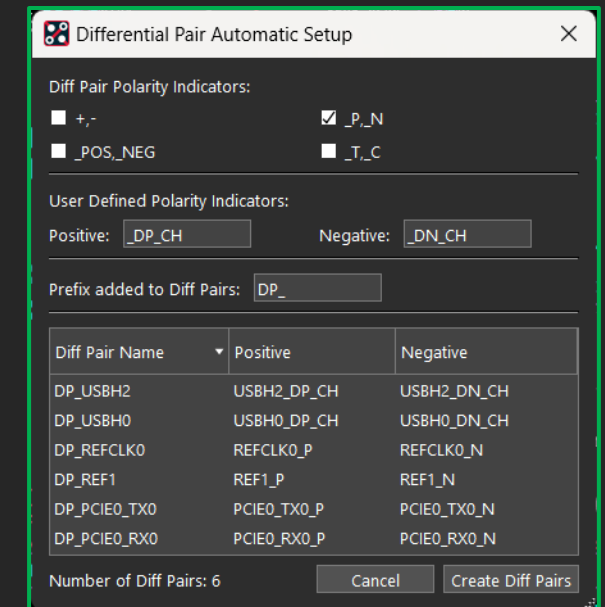 Differential Pair Automatic Setup
Diff Pair Polarity Indicators:
+,- _P,_N
_POS,_NEG _T,_C
User Defined Polarity Indicators:
Positive: _DP_CH Negative: _DN_CH
Prefix added to Diff Pairs: DP_
Diff Pair Name Positive Negative
DP_USBH2 USBH2_DP_CH USBH2_DN_CH
DP_USBH0 USBH0_DP_CH USBH0_DN_CH
DP_REFCLK0 REFCLK0_P REFCLK0_N
DP_REF1 REF1_P REF1_N
DP_PCIE0_TX0 PCIE0_TX0_P PCIE0_TX0_N
DP_PCIE0_RX0 PCIE0_RX0_P PCIE0_RX0_N
Number of Diff Pairs: 6 Cancel Create Diff Pairs